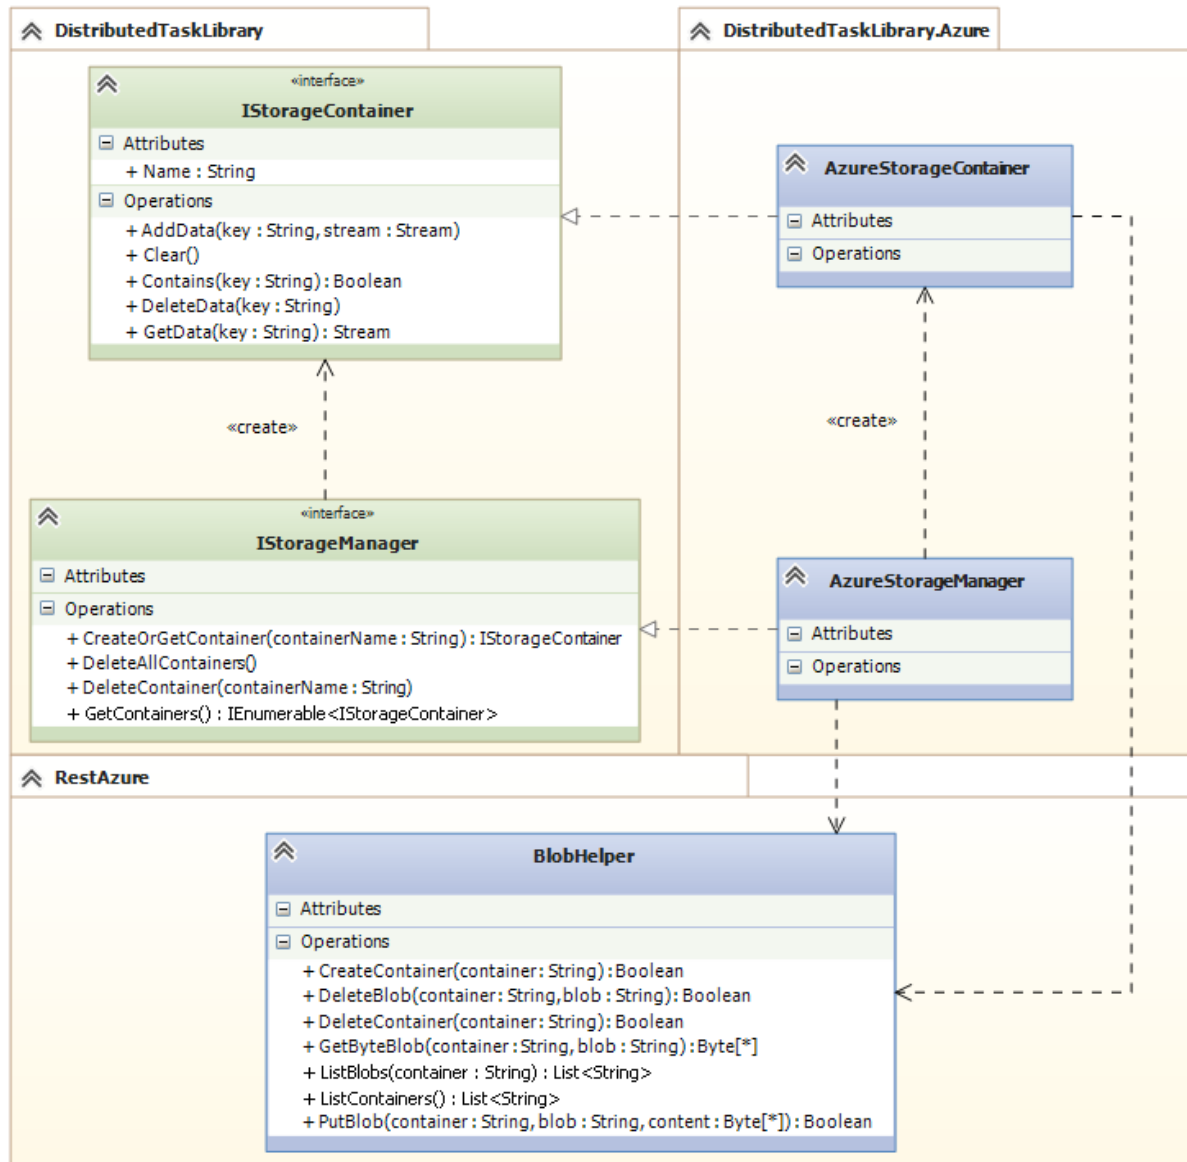 DistributedTaskLibrary
DistributedTaskLibrary.Azure
«interface»
IStorageContainer
Attributes
+ Name : String
Operations
+ AddData(key : String, stream : Stream)
+ Clear()
+ Contains(key : String) : Boolean
+ DeleteData(key : String)
+ GetData(key : String) : Stream
AzureStorageContainer
Attributes
Operations
«create»
«create»
«interface»
IStorageManager
Attributes
Operations
+ CreateOrGetContainer(containerName : String) : IStorageContainer
+ DeleteAllContainers()
+ DeleteContainer(containerName : String)
+ GetContainers() : IEnumerable<IStorageContainer>
AzureStorageManager
Attributes
Operations
RestAzure
BlobHelper
Attributes
Operations
+ CreateContainer(container : String) : Boolean
+ DeleteBlob(container : String, blob : String) : Boolean
+ DeleteContainer(container : String) : Boolean
+ GetByteBlob(container : String, blob : String) : Byte[*]
+ ListBlobs(container : String) : List<String>
+ ListContainers() : List<String>
+ PutBlob(container : String, blob : String, content : Byte[*]) : Boolean